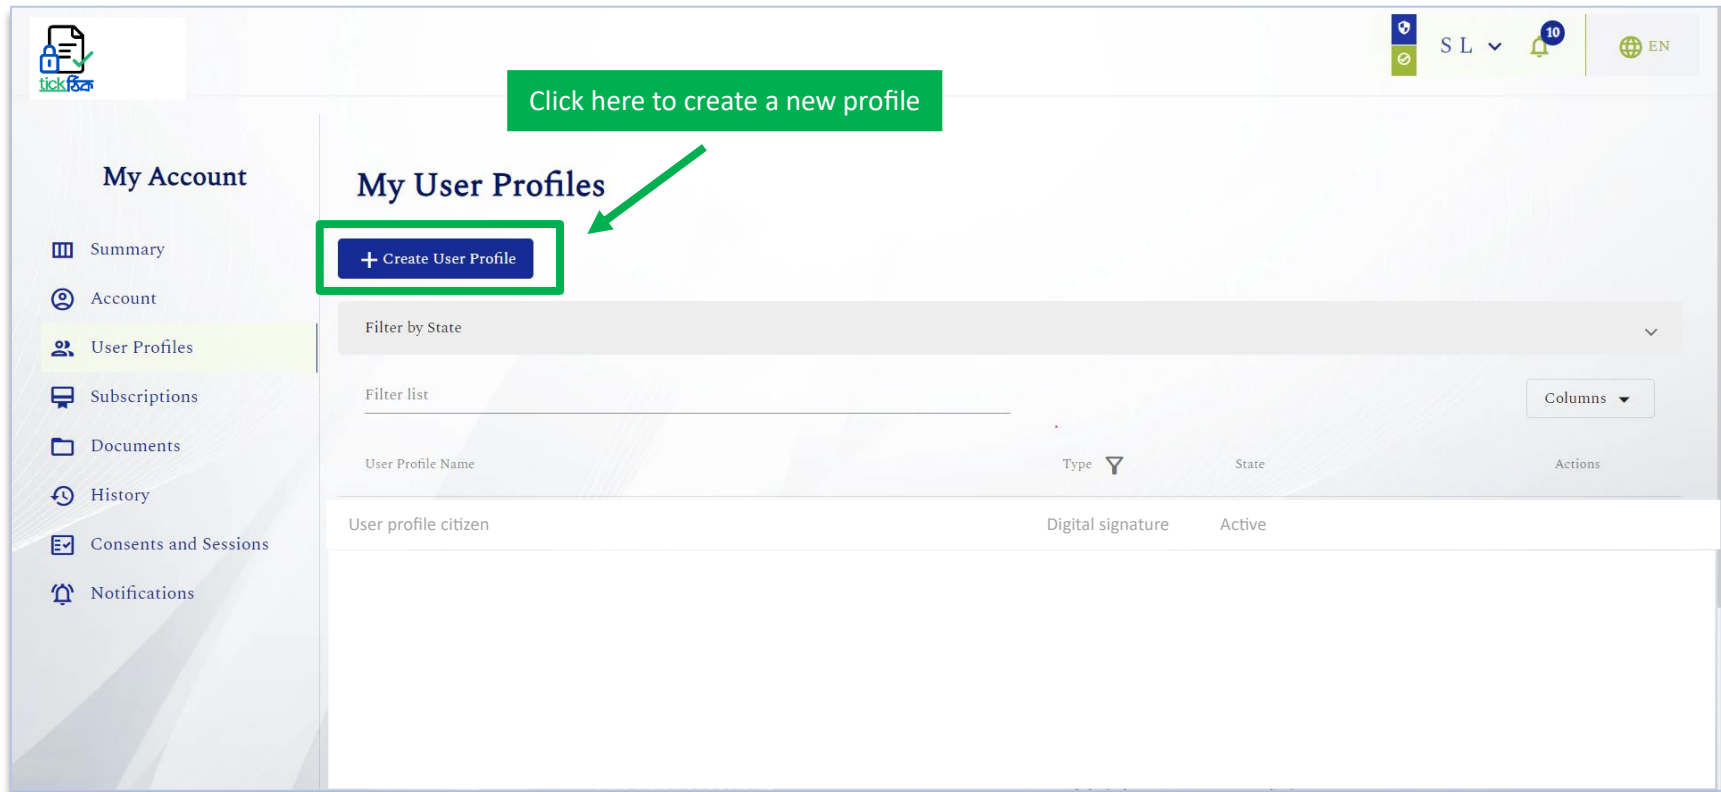 tickঠিক
S L
10
EN
Click here to create a new profile
My Account
Summary
Account
User Profiles
Subscriptions
Documents
History
Consents and Sessions
Notifications
My User Profiles
+ Create User Profile
Filter by State
Filter list
Columns
User Profile Name Type State Actions
User profile citizen Digital signature Active